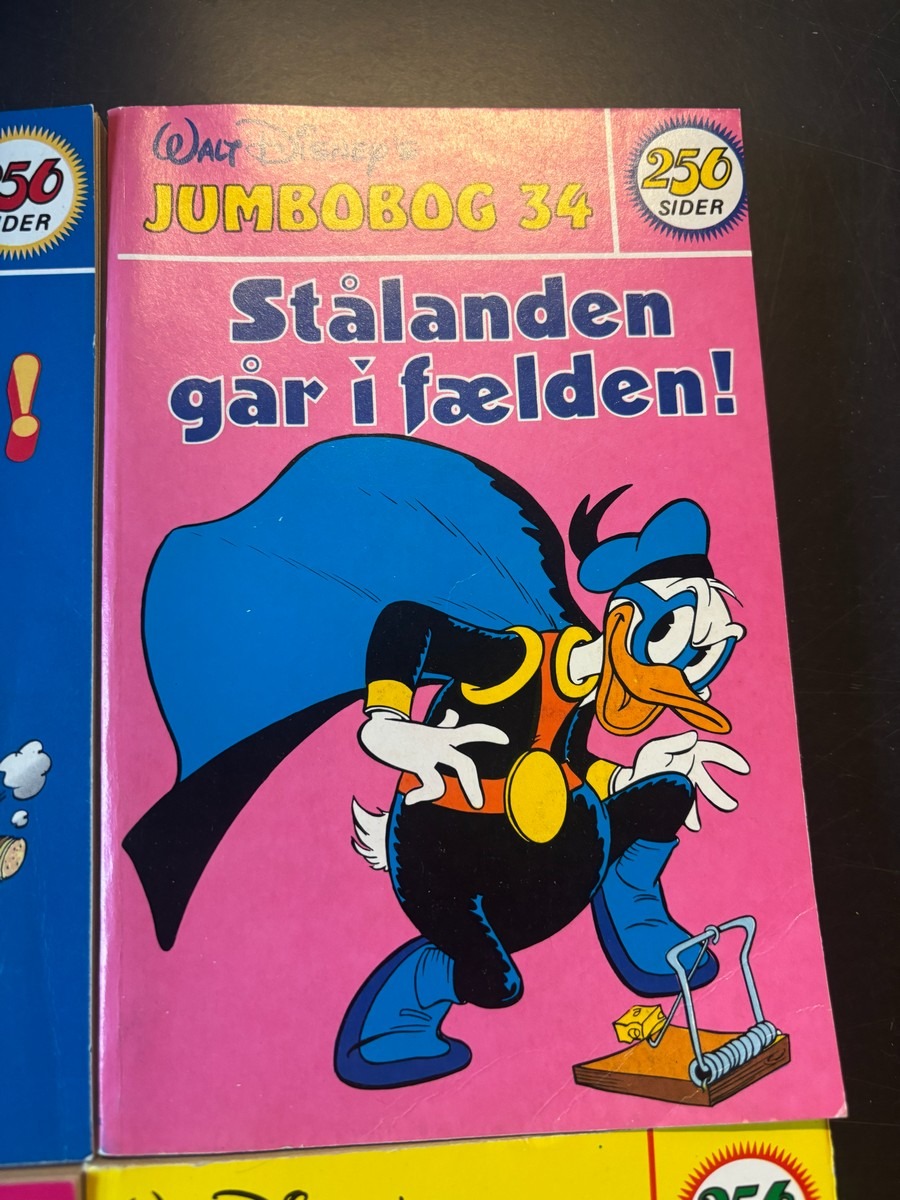 WALT DISNEY'S
JUMBOBOG 34
256
SIDER
Stålanden
går i fælden!
!